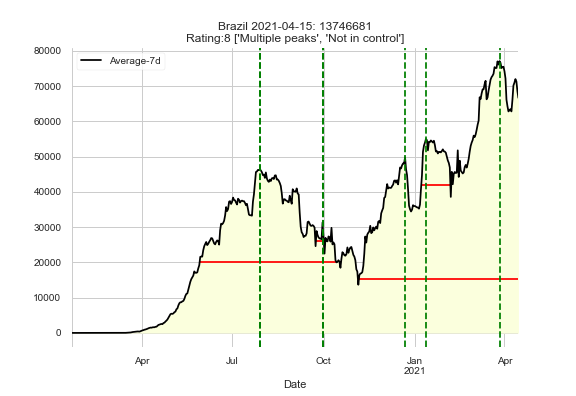 Brazil 2021-04-15: 13746681
Rating:8 ['Multiple peaks', 'Not in control']
80000
Average-7d
70000
60000
50000
40000
30000
20000
10000
0
Apr
Jul
Oct
Jan
2021
Apr
Date